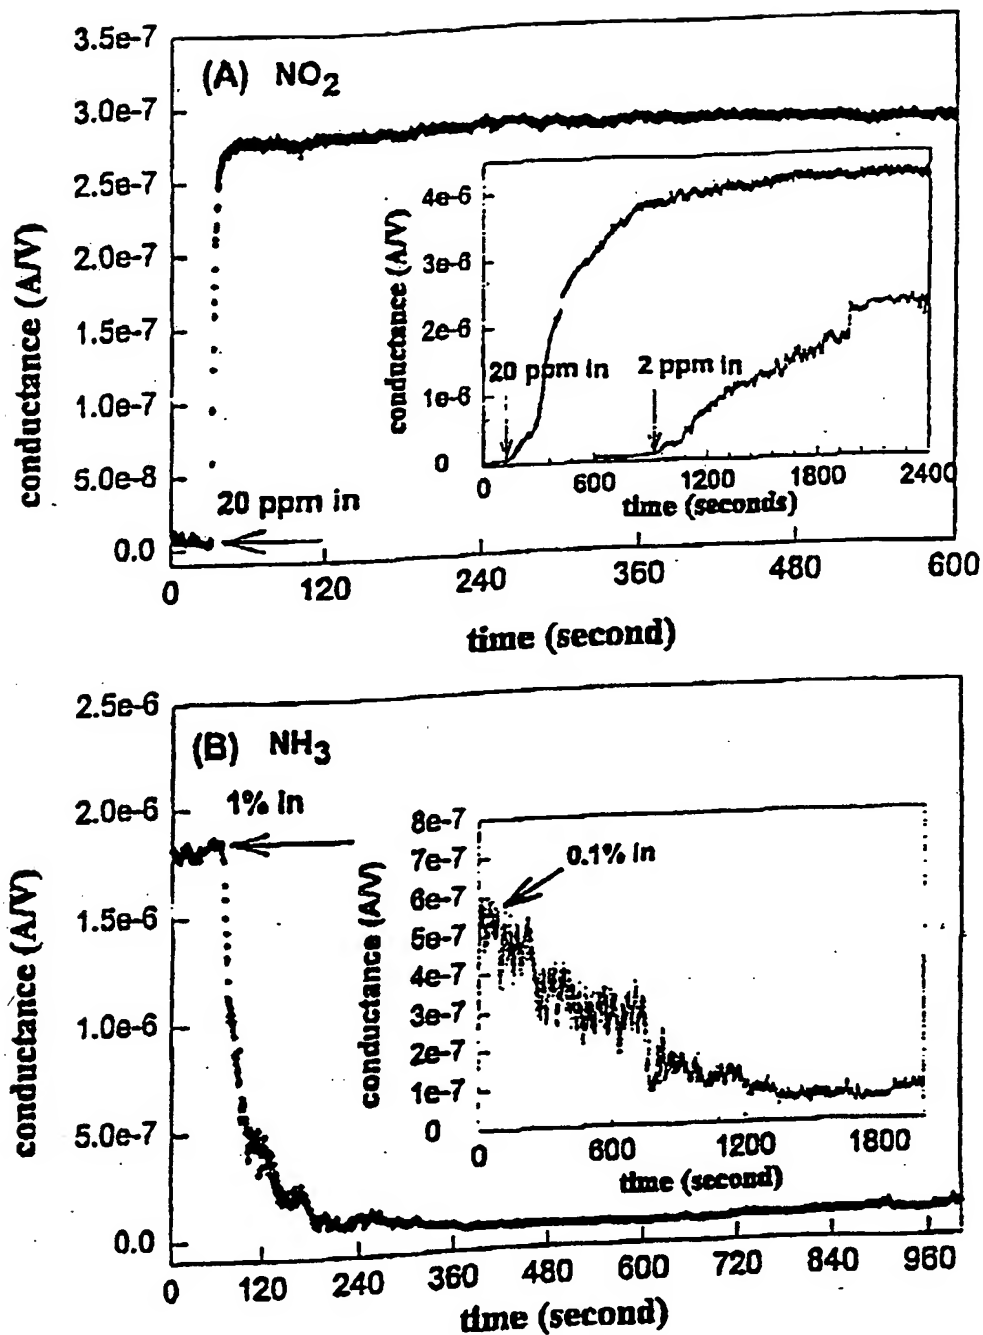 3.5e-7
(A) NO2
3.0e-7
2.5e-7
2.0e-7
1.5e-7
1.0e-7
5.0e-8
0.0
conductance (A/V)
20 ppm in
0 120 240 360 480 600
time (second)
4e-6
3e-6
2e-6
1e-6
0
conductance (A/V)
20 ppm in 2 ppm in
0 600 1200 1800 2400
time (seconds)
2.5e-6
(B) NH3
2.0e-6
1.5e-6
1.0e-6
5.0e-7
0.0
conductance (A/V)
1% in
0 120 240 360 480 600 720 840 960
time (second)
8e-7
7e-7
6e-7
5e-7
4e-7
3e-7
2e-7
1e-7
0
conductance (A/V)
0.1% in
0 600 1200 1800
time (second)